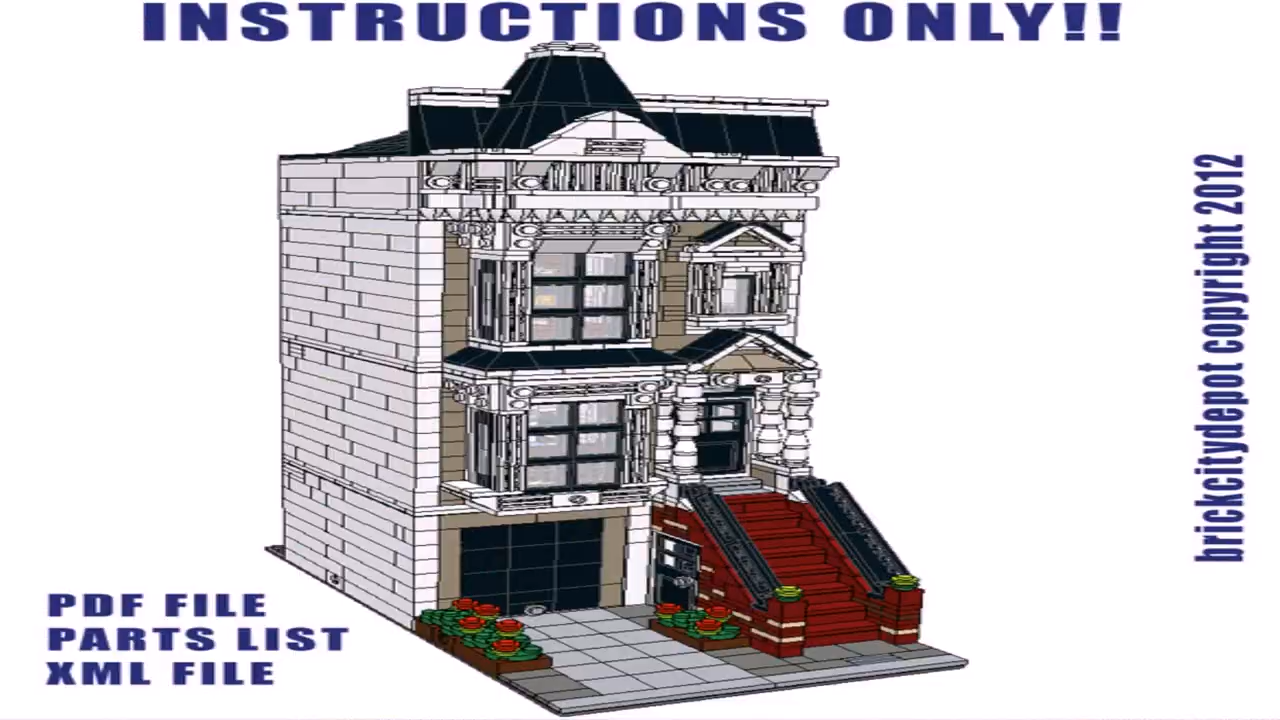 INSTRUCTIONS ONLY!!
brickcitydepot copyright 2012
PDF FILE
PARTS LIST
XML FILE